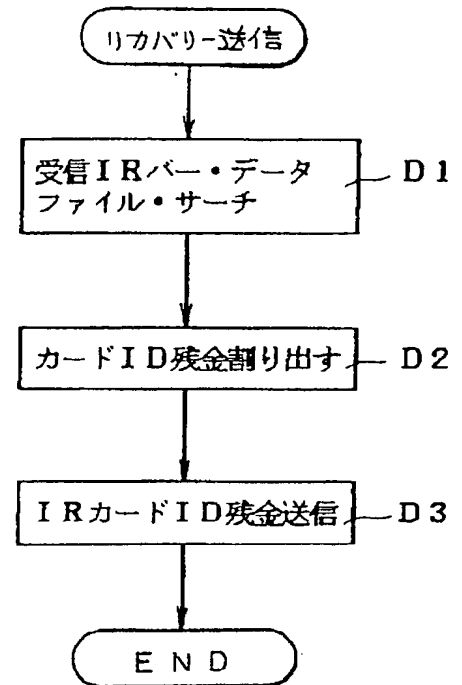 リカバリー送信
受信IRバー・データ D1
ファイル・サーチ
カードID残金割り出す D2
IRカードID残金送信 D3
END